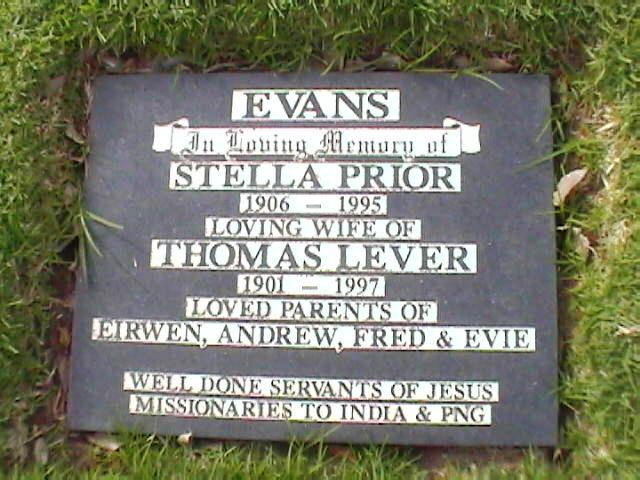 EVANS
In Loving Memory of
STELLA PRIOR
1906 – 1995
LOVING WIFE OF
THOMAS LEVER
1901 – 1997
LOVED PARENTS OF
EIRWEN, ANDREW, FRED & EVIE
WELL DONE SERVANTS OF JESUS
MISSIONARIES TO INDIA & PNG